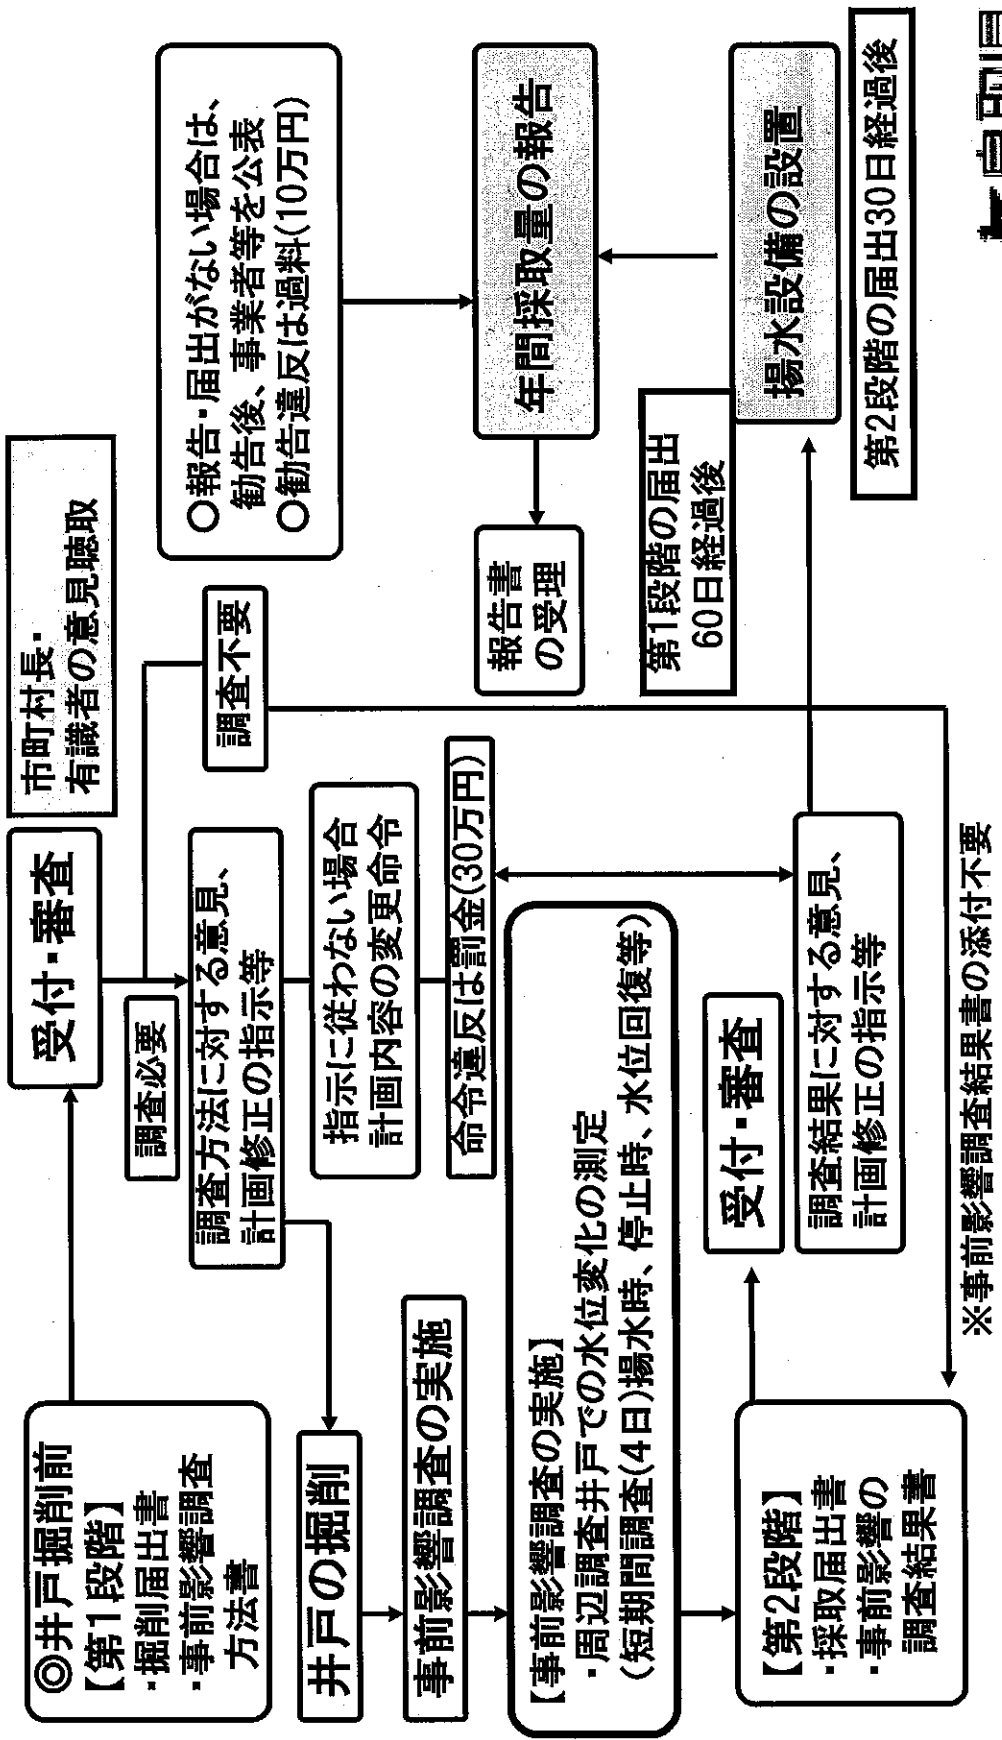 ◎井戸掘削前
【第1段階】
・掘削届出書
・事前影響調査
方法書
受付・審査
市町村長・
有識者の意見聴取
調査必要
調査不要
調査方法に対する意見、
計画修正の指示等
指示に従わない場合
計画内容の変更命令
命令違反は罰金(30万円)
井戸の掘削
事前影響調査の実施
【事前影響調査の実施】
・周辺調査井戸での水位変化の測定
(短期間調査(4日)揚水時、停止時、水位回復等)
【第2段階】
・採取届出書
・事前影響の
調査結果書
受付・審査
調査結果に対する意見、
計画修正の指示等
※事前影響調査結果書の添付不要
○報告・届出がない場合は、
勧告後、事業者等を公表
○勧告違反は過料(10万円)
年間採取量の報告
報告書
の受理
第1段階の届出
60日経過後
揚水設備の設置
第2段階の届出30日経過後